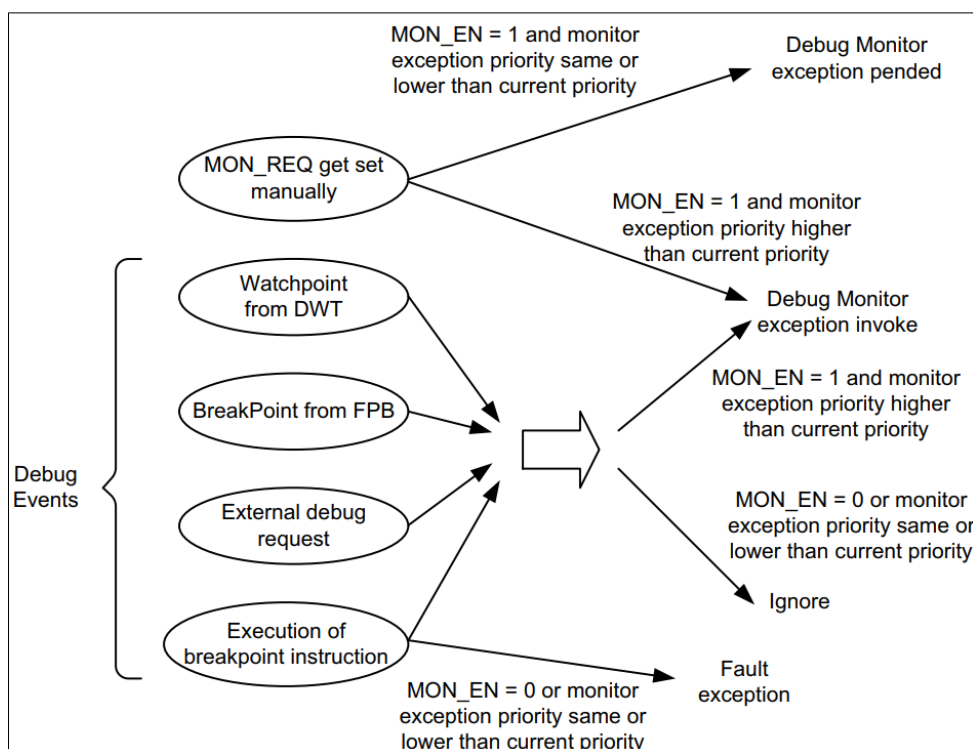 MON_EN = 1 and monitor
exception priority same or
lower than current priority
Debug Monitor
exception pended
MON_REQ get set
manually
MON_EN = 1 and monitor
exception priority higher
than current priority
Watchpoint
from DWT
Debug Monitor
exception invoke
MON_EN = 1 and monitor
exception priority higher
than current priority
BreakPoint from FPB
Debug
Events
External debug
request
MON_EN = 0 or monitor
exception priority same or
lower than current priority
Ignore
Execution of
breakpoint instruction
Fault
exception
MON_EN = 0 or monitor
exception priority same or
lower than current priority